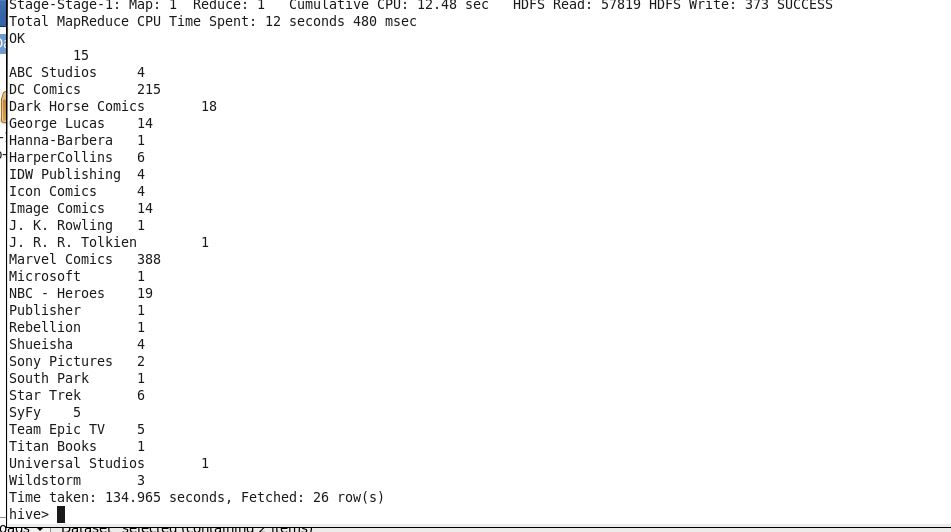 Stage-Stage-1: Map: 1  Reduce: 1   Cumulative CPU: 12.48 sec   HDFS Read: 57819 HDFS Write: 373 SUCCESS
Total MapReduce CPU Time Spent: 12 seconds 480 msec
OK
        15
ABC Studios     4
DC Comics       215
Dark Horse Comics       18
George Lucas    14
Hanna-Barbera   1
HarperCollins   6
IDW Publishing  4
Icon Comics     4
Image Comics    14
J. K. Rowling   1
J. R. R. Tolkien        1
Marvel Comics   388
Microsoft       1
NBC - Heroes    19
Publisher       1
Rebellion       1
Shueisha        4
Sony Pictures   2
South Park      1
Star Trek       6
SyFy    5
Team Epic TV    5
Titan Books     1
Universal Studios       1
Wildstorm       3
Time taken: 134.965 seconds, Fetched: 26 row(s)
hive>
selected (containing 2 items)